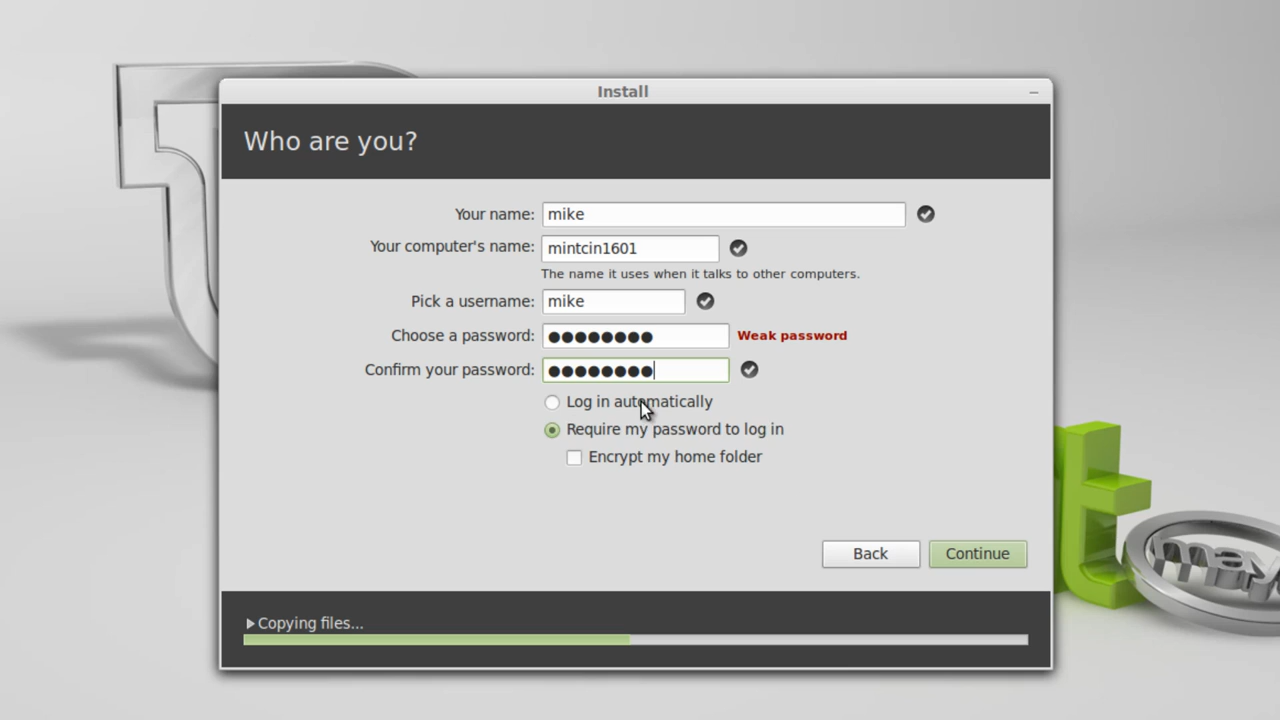 Install
Who are you?
Your name: mike
Your computer's name: mintcin1601
The name it uses when it talks to other computers.
Pick a username: mike
Choose a password: ●●●●●●●● Weak password
Confirm your password: ●●●●●●●●
Log in automatically
Require my password to log in
Encrypt my home folder
Back Continue
Copying files...